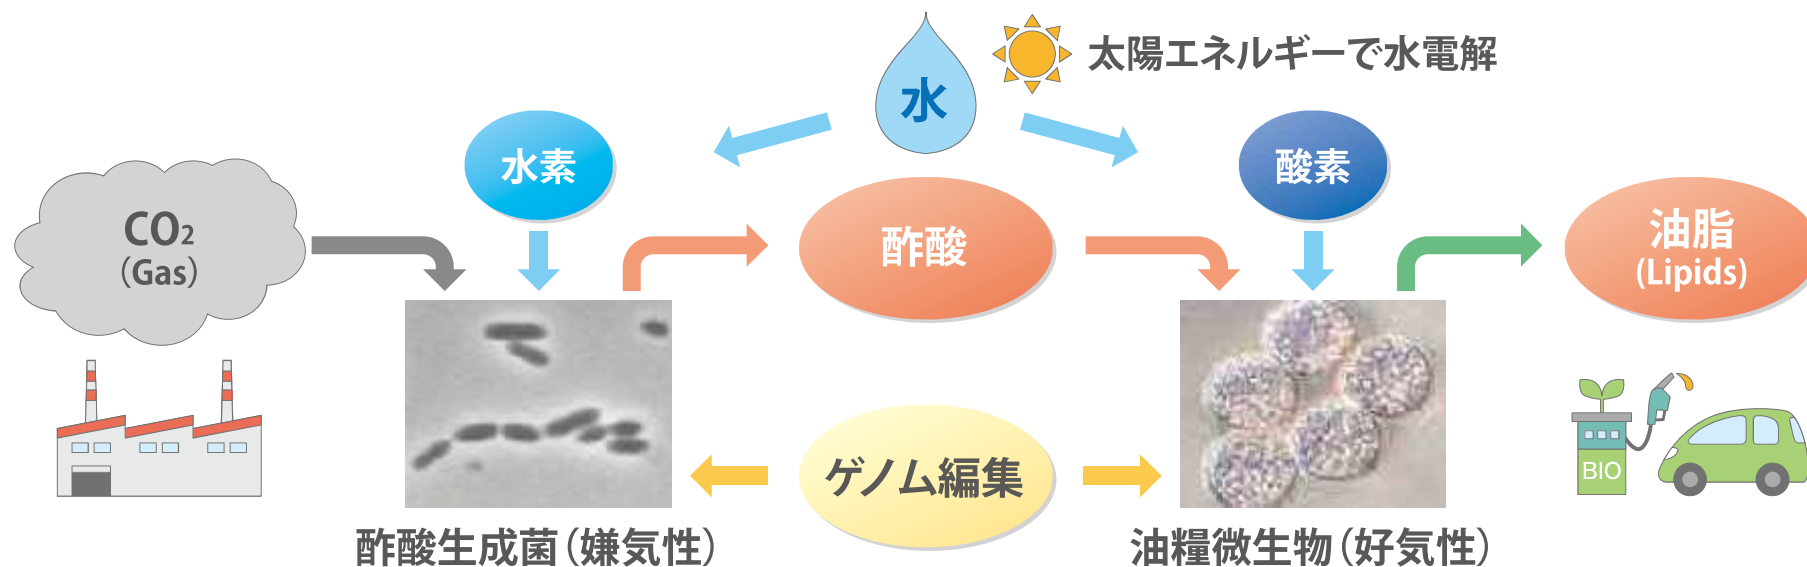 水
太陽エネルギーで水電解
水素
酸素
CO₂
（Gas）
酢酸
油脂
(Lipids)
ゲノム編集
BIO
酢酸生成菌（嫌気性）
油糧微生物（好気性）